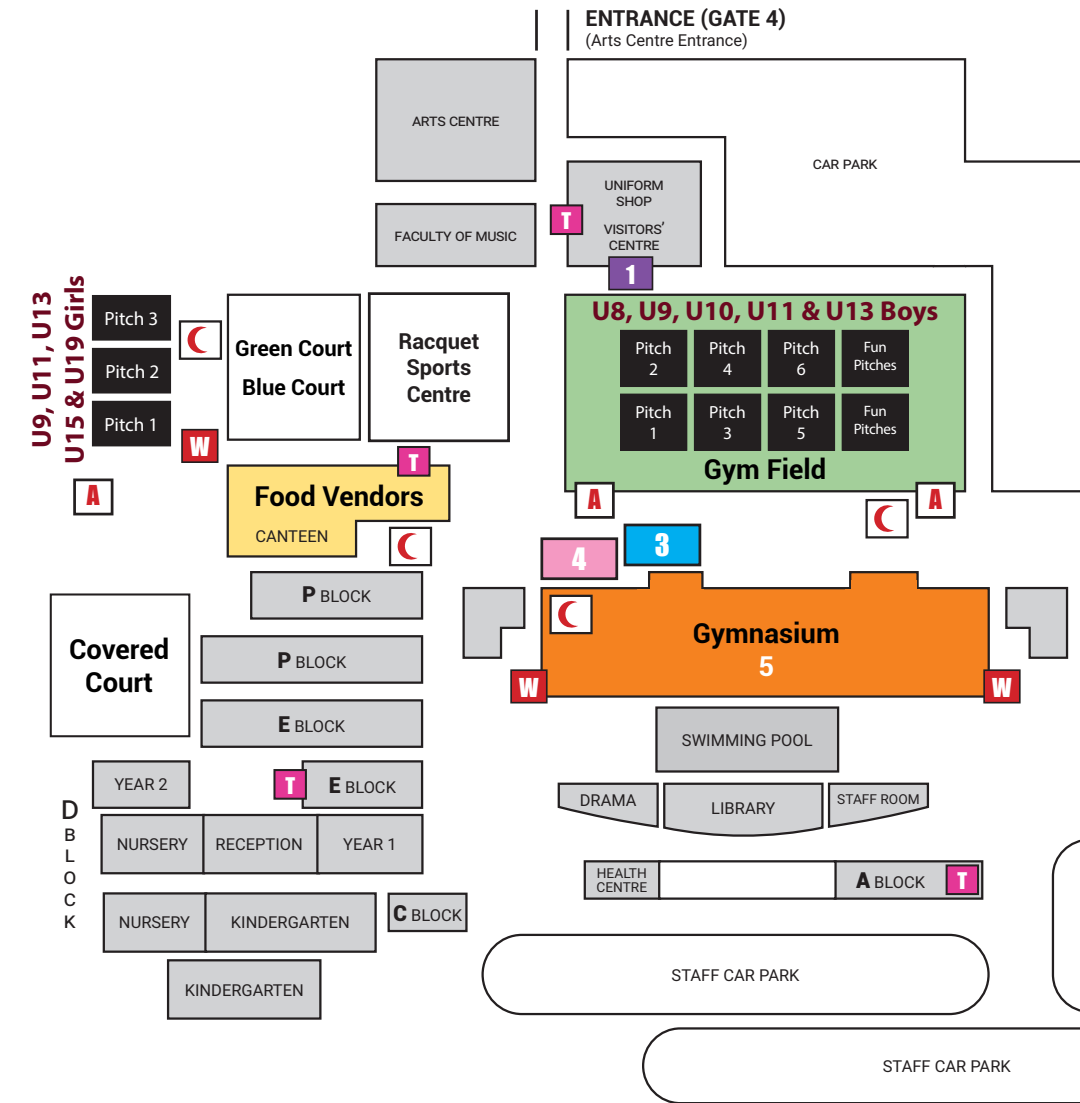 ENTRANCE (GATE 4)
(Arts Centre Entrance)
ARTS CENTRE
CAR PARK
UNIFORM
SHOP
VISITORS'
CENTRE
T
FACULTY OF MUSIC
1
U9, U11, U13
U15 & U19 Girls
Pitch 3
Pitch 2
Pitch 1
W
A
Green Court
Blue Court
Racquet
Sports
Centre
T
U8, U9, U10, U11 & U13 Boys
Pitch
2
Pitch
4
Pitch
6
Fun
Pitches
Pitch
1
Pitch
3
Pitch
5
Fun
Pitches
Gym Field
A
A
Food Vendors
CANTEEN
4
3
P BLOCK
P BLOCK
E BLOCK
Covered
Court
Gymnasium
5
W
W
SWIMMING POOL
YEAR 2
T
E BLOCK
DRAMA
LIBRARY
STAFF ROOM
D
B
L
O
C
K
NURSERY
RECEPTION
YEAR 1
HEALTH
CENTRE
A BLOCK
T
NURSERY
KINDERGARTEN
C BLOCK
KINDERGARTEN
STAFF CAR PARK
STAFF CAR PARK